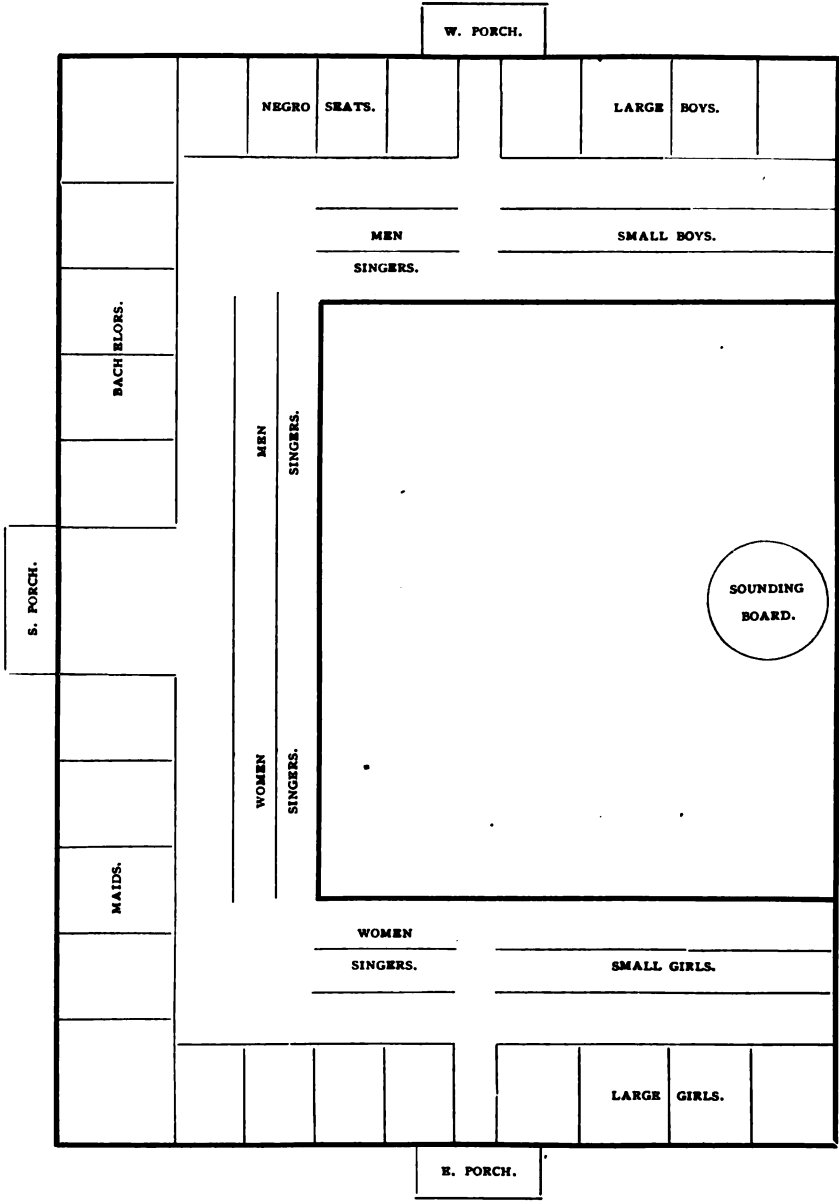 W. PORCH.
NEGRO SEATS.
LARGE BOYS.
MEN
SINGERS.
SMALL BOYS.
BACHELORS.
MEN
SINGERS.
S. PORCH.
SOUNDING
BOARD.
WOMEN
SINGERS.
MAIDS.
WOMEN
SINGERS.
SMALL GIRLS.
LARGE GIRLS.
E. PORCH.